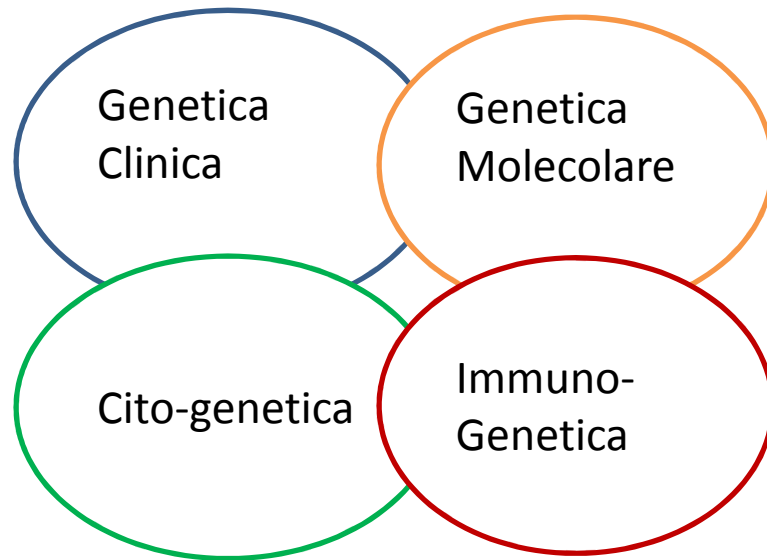 Genetica
Clinica
Genetica
Molecolare
Cito-genetica
Immuno-
Genetica